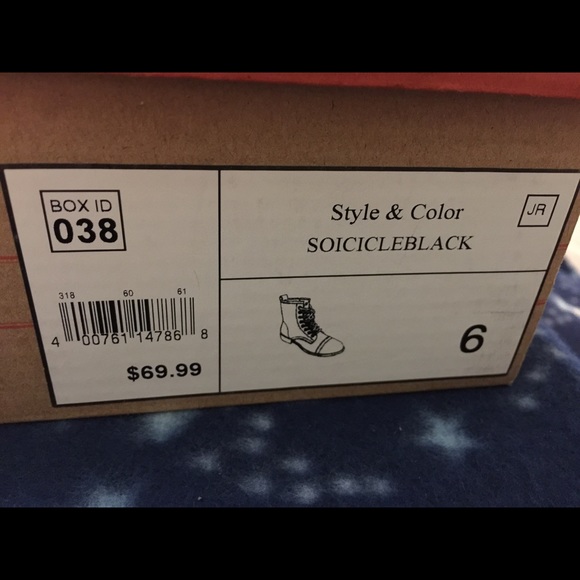 BOX ID
038
Style & Color
SOICICLEBLACK
JR
318 60 61
4 00761 14786 8
$69.99
6